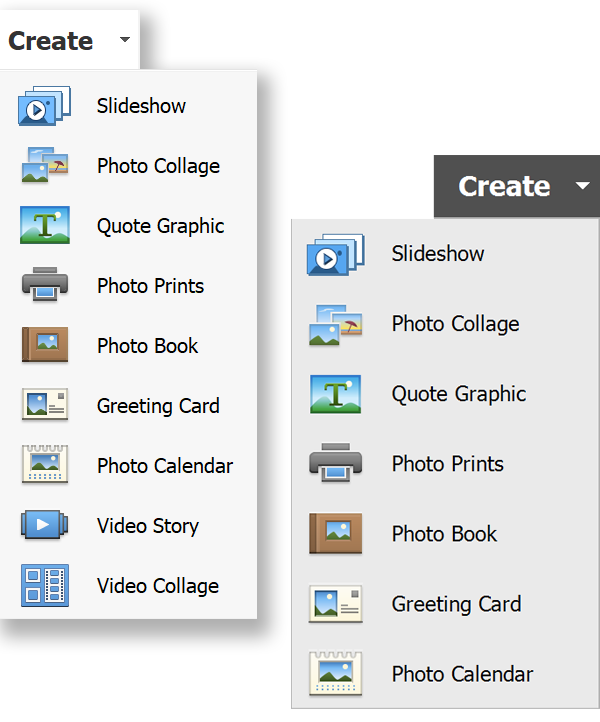 Create
Slideshow
Photo Collage
Quote Graphic
Photo Prints
Photo Book
Greeting Card
Photo Calendar
Video Story
Video Collage
Create
Slideshow
Photo Collage
Quote Graphic
Photo Prints
Photo Book
Greeting Card
Photo Calendar